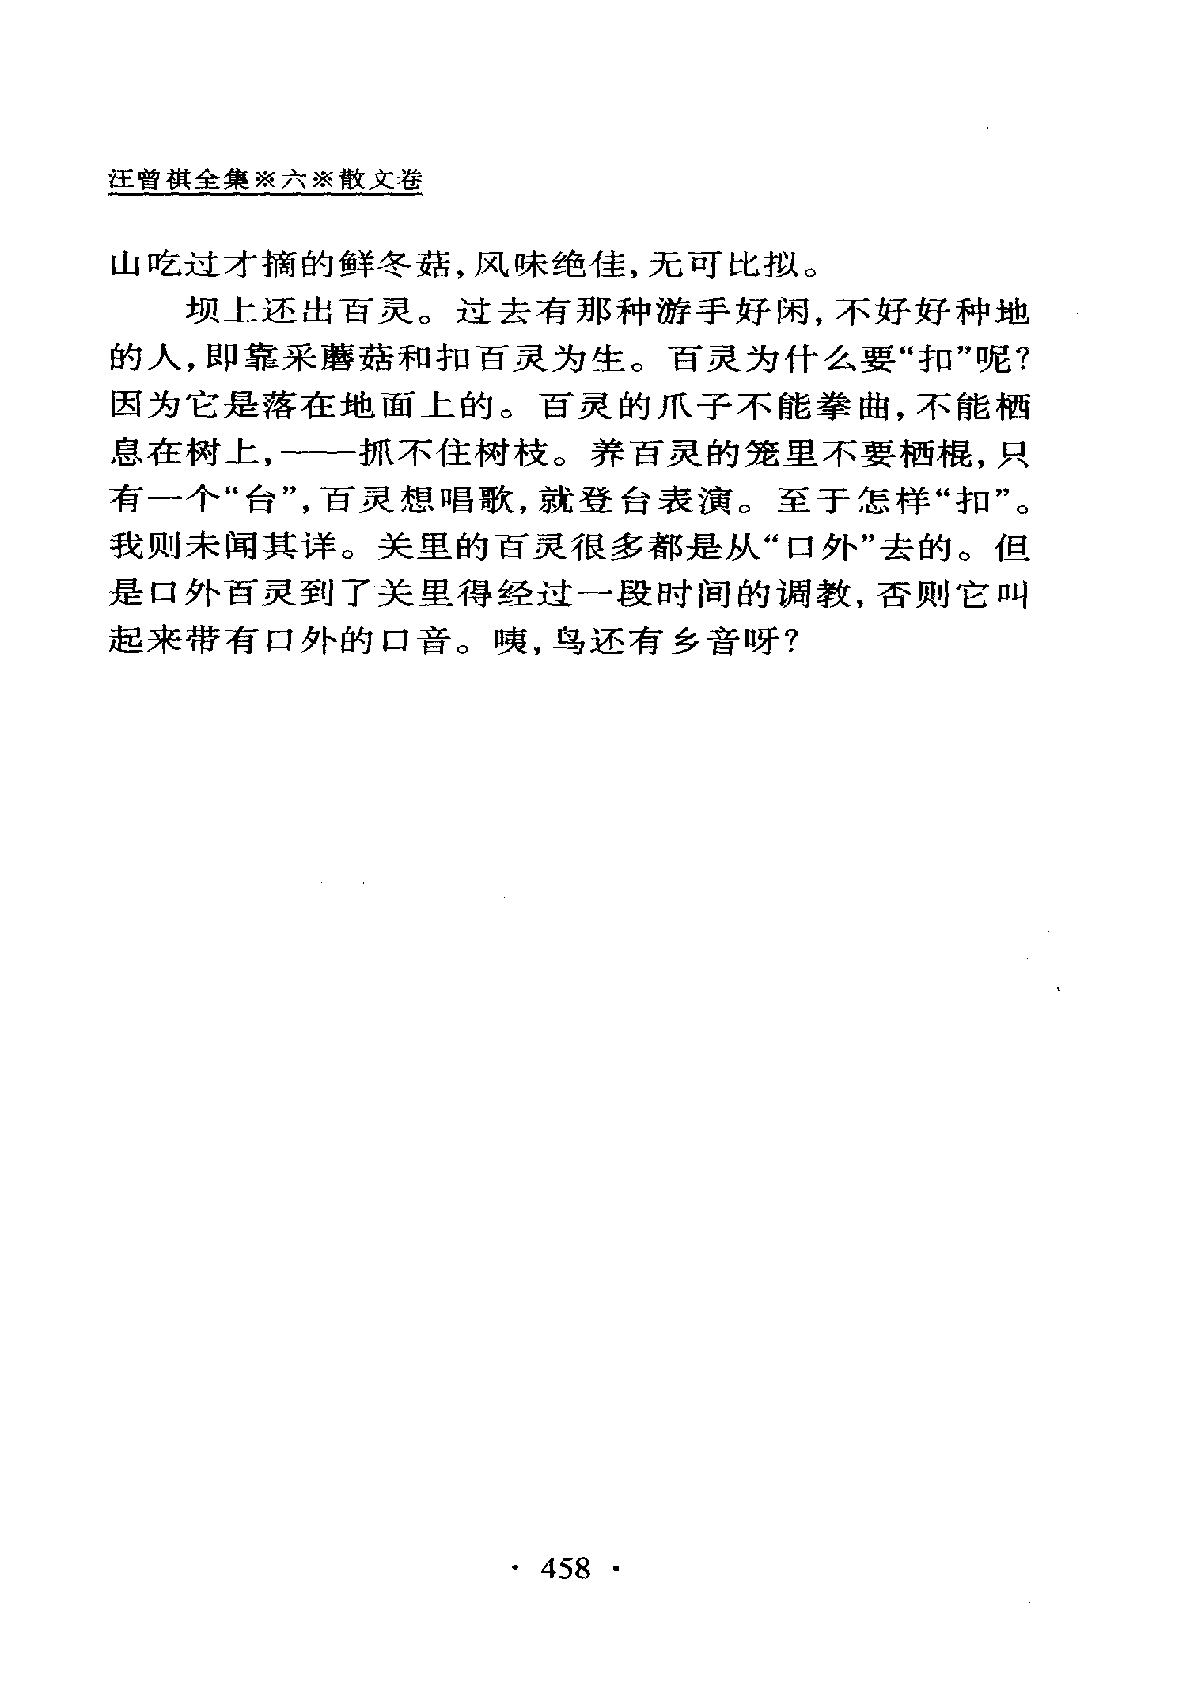 汪曾祺全集※六※散文卷
山吃过才摘的鲜冬菇,风味绝佳,无可比拟。
坝上还出百灵。过去有那种游手好闲,不好好种地
的人,即靠采蘑菇和扣百灵为生。百灵为什么要“扣”呢?
因为它是落在地面上的。百灵的爪子不能拳曲,不能栖
息在树上,——抓不住树枝。养百灵的笼里不要栖棍,只
有一个“台”,百灵想唱歌,就登台表演。至于怎样“扣”。
我则未闻其详。关里的百灵很多都是从“口外”去的。但
是口外百灵到了关里得经过一段时间的调教,否则它叫
起来带有口外的口音。咦,鸟还有乡音呀?
· 458 ·